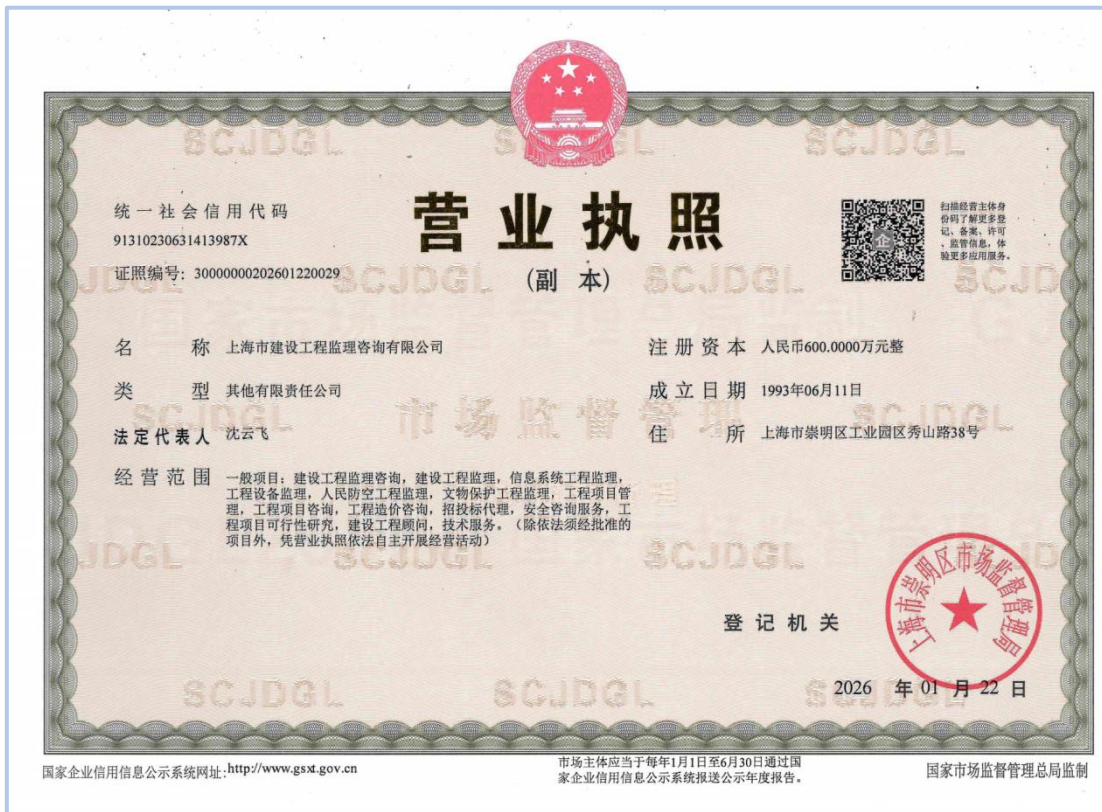 营业执照
(副 本)
统一社会信用代码
91310230631413987X
证照编号: 30000000202601220029
扫描经营主体身
份码了解更多登
记、备案、许可
、监管信息，体
验更多应用服务。
名 称 上海市建设工程监理咨询有限公司
类 型 其他有限责任公司
法定代表人 沈云飞
经营范围 一般项目：建设工程监理咨询，建设工程监理，信息系统工程监理，
工程设备监理，人民防空工程监理，文物保护工程监理，工程项目管
理，工程项目咨询，工程造价咨询，招投标代理，安全咨询服务，工
程项目可行性研究，建设工程顾问，技术服务。（除依法须经批准的
项目外，凭营业执照依法自主开展经营活动）
注册资本 人民币600.0000万元整
成立日期 1993年06月11日
住 所 上海市崇明区工业园区秀山路38号
登记机关
上海市崇明区市场监督管理局
2026 年 01 月 22 日
SCJDGL
市场监督管理
国家企业信用信息公示系统网址:http://www.gsxt.gov.cn
市场主体应当于每年1月1日至6月30日通过国
家企业信用信息公示系统报送公示年度报告。
国家市场监督管理总局监制